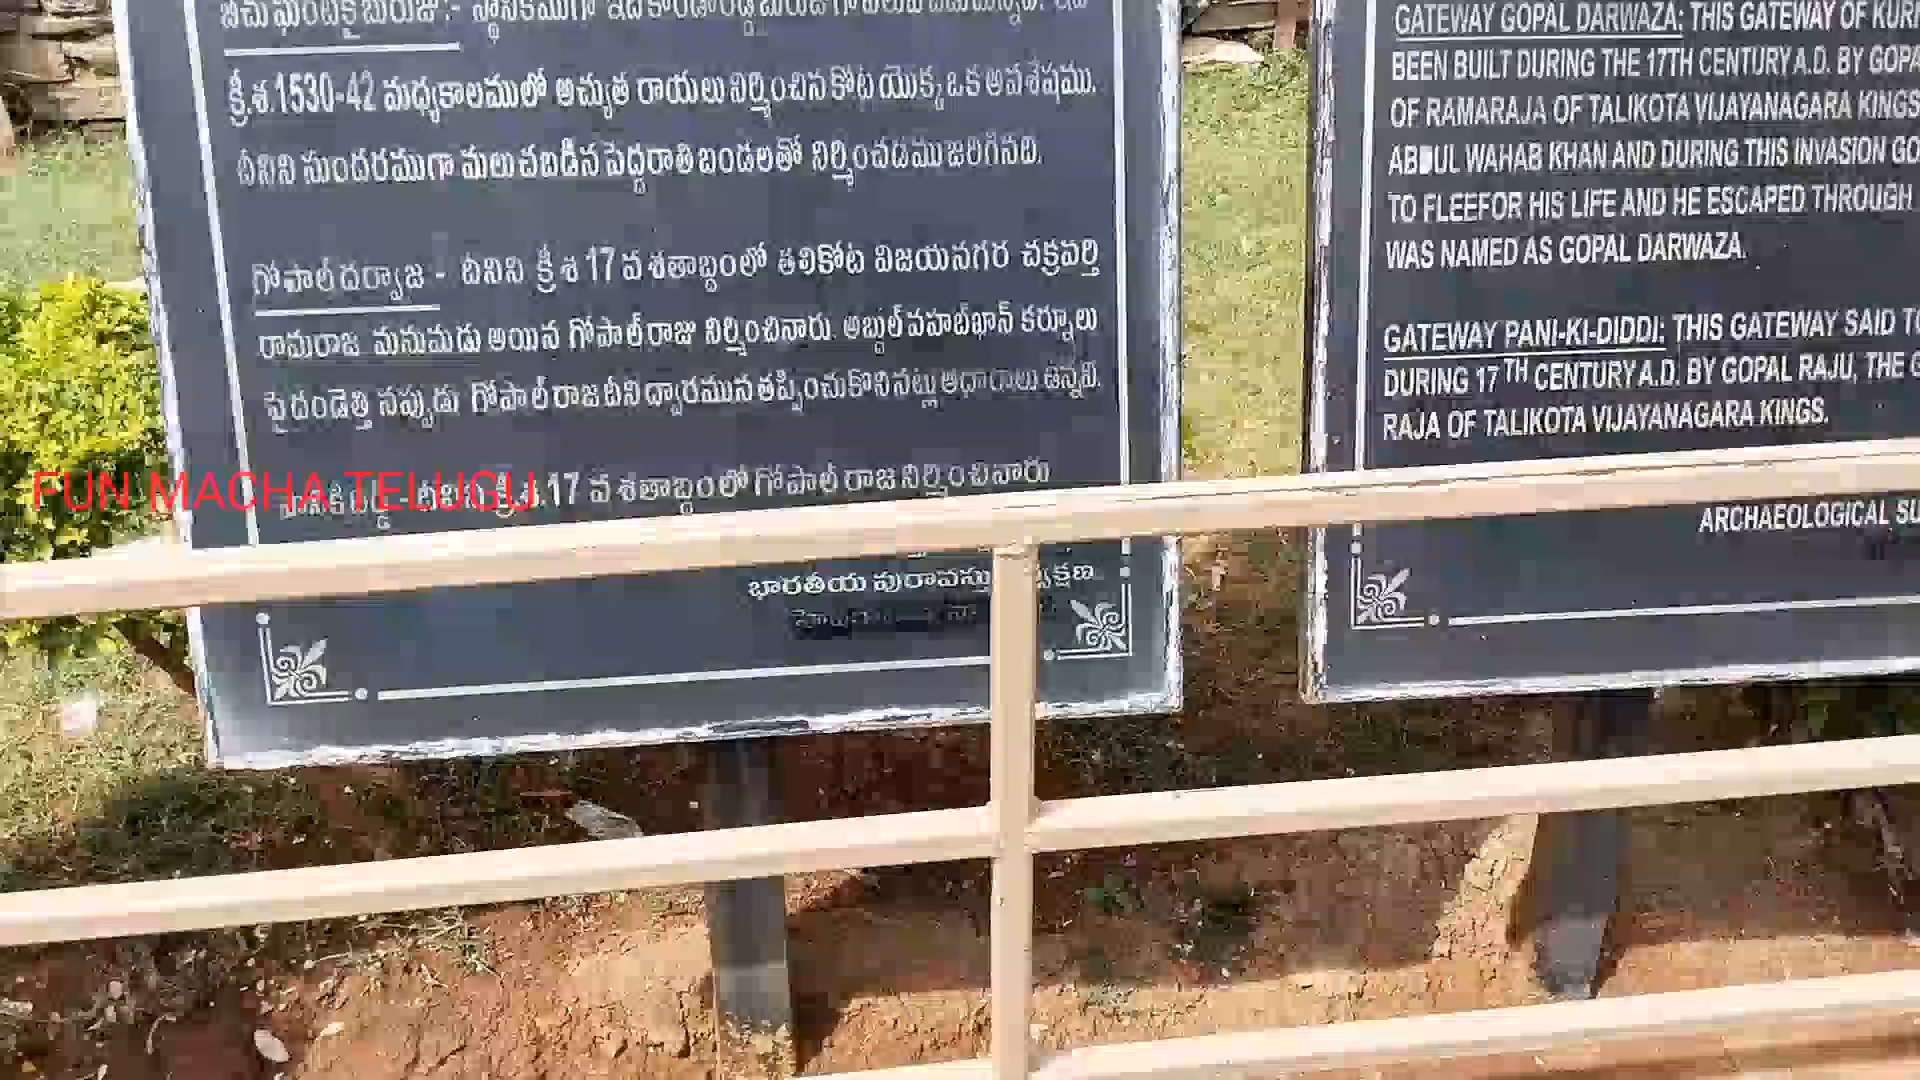 క్రీ.శ.1530-42 మధ్యకాలములో అచ్యుత రాయలు నిర్మించిన కోట యొక్క ఒక అవశేషము.
దీనిని సుందరముగా మలుచబడిన పెద్దరాతి బండలతో నిర్మించడము జరిగినది.
గోపాల్ దర్వాజ - దీనిని క్రీ శ 17 వ శతాబ్దంలో తలికోట విజయనగర చక్రవర్తి
రామరాజ మనుమడు అయిన గోపాల్ రాజు నిర్మించినారు. అబ్దుల్ వహబ్ ఖాన్ కర్నూలు
పై దండెత్తి నప్పుడు గోపాల్ రాజ దీని ద్వారమున తప్పించుకొనినట్లు ఆధారాలు ఉన్నవి.
దీనిని క్రీ.శ.17 వ శతాబ్దంలో గోపాల్ రాజ నిర్మించినారు
భారతీయ పురావస్తు
GATEWAY GOPAL DARWAZA: THIS GATEWAY OF
BEEN BUILT DURING THE 17TH CENTURY A.D. BY
OF RAMARAJA OF TALIKOTA VIJAYANAGARA KINGS
ABDUL WAHAB KHAN AND DURING THIS INVASION
TO FLEEFOR HIS LIFE AND HE ESCAPED THROUGH
WAS NAMED AS GOPAL DARWAZA.
GATEWAY PANI-KI-DIDDI: THIS GATEWAY SAID
DURING 17TH CENTURY A.D. BY GOPAL RAJU, THE
RAJA OF TALIKOTA VIJAYANAGARA KINGS.
ARCHAEOLOGICAL
FUN MACHA TELUGU